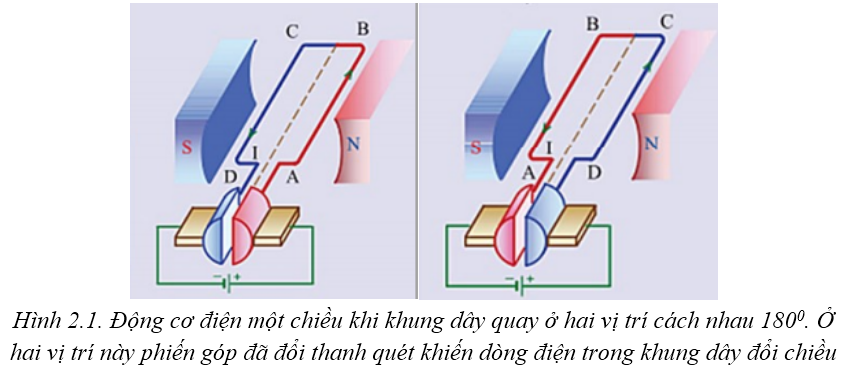 C B
S N
I
D A
− +
B C
S N
I
A D
− +
Hình 2.1. Động cơ điện một chiều khi khung dây quay ở hai vị trí cách nhau 180⁰. Ở
hai vị trí này phiến góp đã đổi thanh quét khiến dòng điện trong khung dây đổi chiều